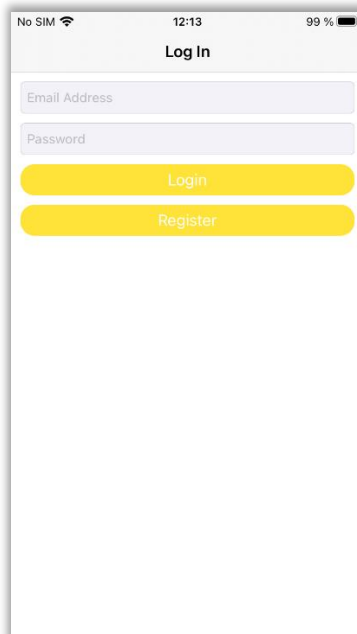 No SIM 12:13 99 %
Log In
Email Address
Password
Login
Register